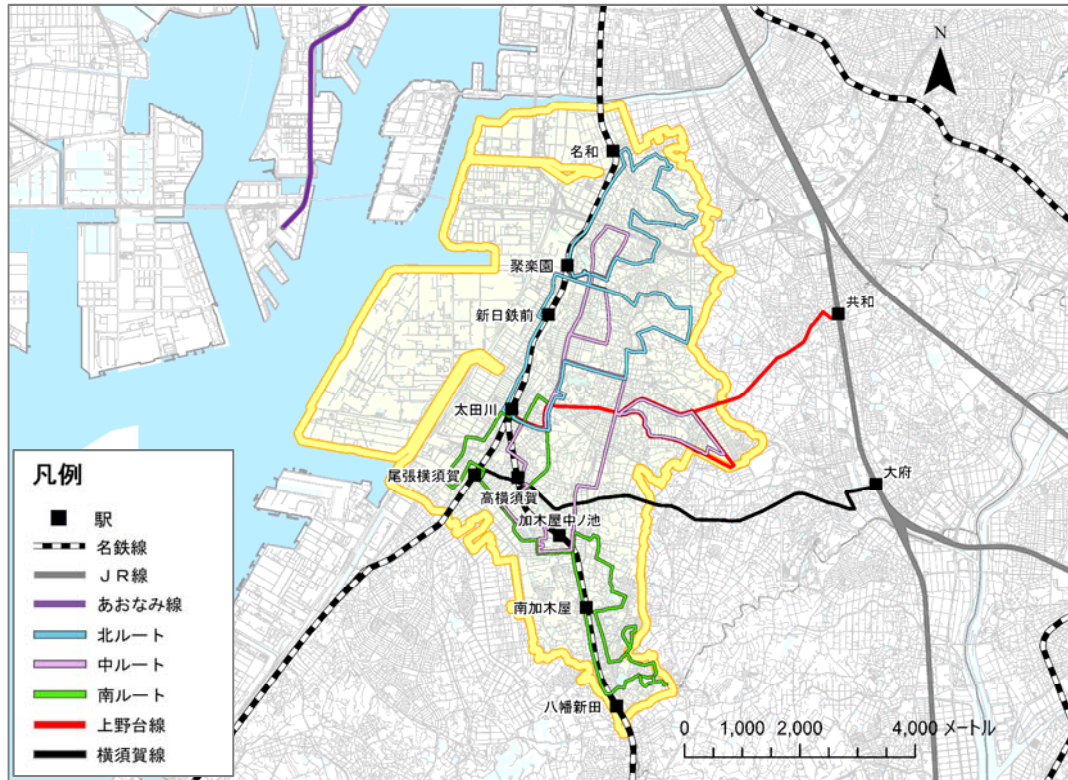 N
名和
聚楽園
新日鉄前
共和
太田川
尾張横須賀
高横須賀
大府
加木屋中ノ池
南加木屋
八幡新田
凡例
駅
名鉄線
ＪＲ線
あおなみ線
北ルート
中ルート
南ルート
上野台線
横須賀線
0 1,000 2,000 4,000 メートル